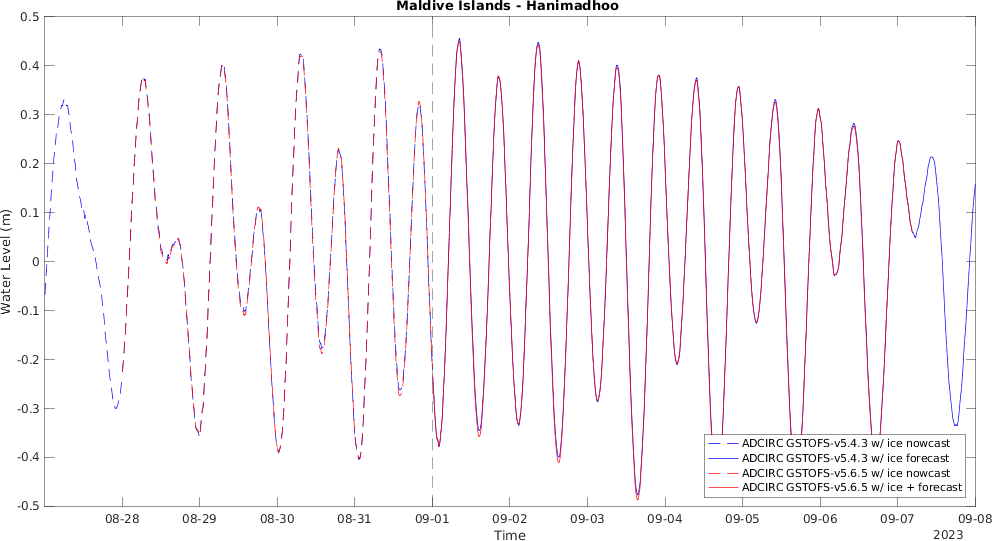 Maldive Islands - Hanimadhoo
0.5
0.4
0.3
0.2
0.1
0
-0.1
-0.2
-0.3
-0.4
-0.5
Water Level (m)
ADCIRC GSTOFS-v5.4.3 w/ ice nowcast
ADCIRC GSTOFS-v5.4.3 w/ ice forecast
ADCIRC GSTOFS-v5.6.5 w/ ice nowcast
ADCIRC GSTOFS-v5.6.5 w/ ice + forecast
08-28 08-29 08-30 08-31 09-01 09-02 09-03 09-04 09-05 09-06 09-07 09-08
Time
2023